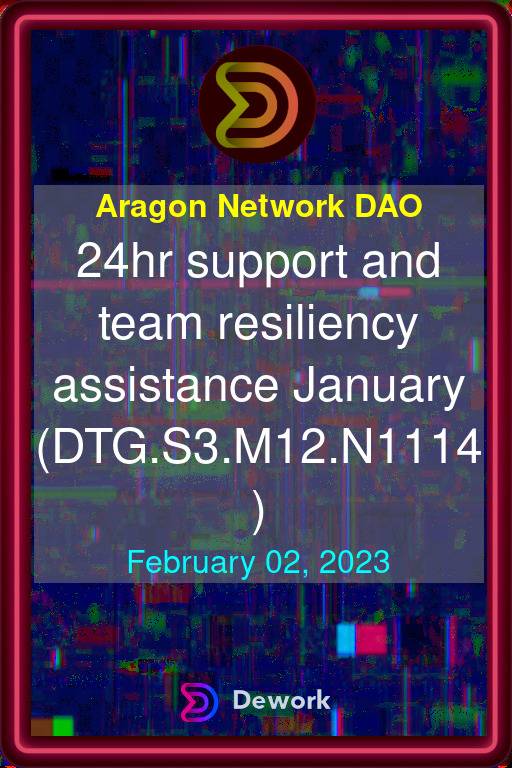 Aragon Network DAO
24hr support and
team resiliency
assistance January
(DTG.S3.M12.N1114
)
February 02, 2023
Dework